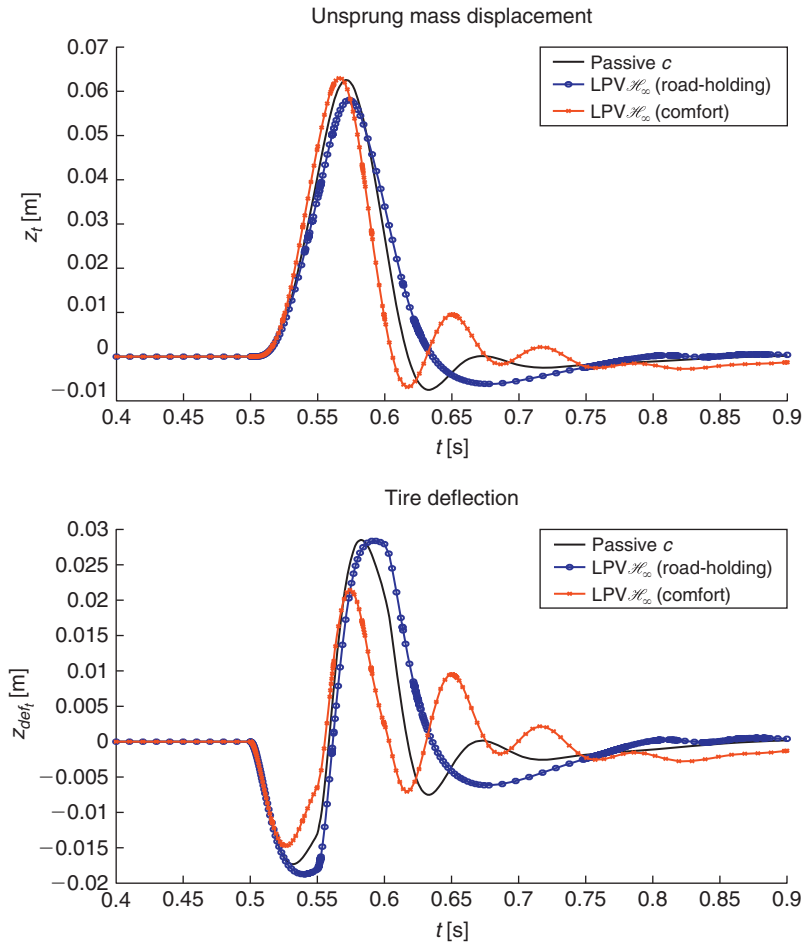 Unsprung mass displacement
0.07
0.06
0.05
0.04
0.03
0.02
0.01
0
−0.01
z_t [m]
Passive c
LPV ℋ∞ (road-holding)
LPV ℋ∞ (comfort)
0.4 0.45 0.5 0.55 0.6 0.65 0.7 0.75 0.8 0.85 0.9
t [s]
Tire deflection
0.03
0.025
0.02
0.015
0.01
0.005
0
−0.005
−0.01
−0.015
−0.02
z_{def_t} [m]
Passive c
LPV ℋ∞ (road-holding)
LPV ℋ∞ (comfort)
0.4 0.45 0.5 0.55 0.6 0.65 0.7 0.75 0.8 0.85 0.9
t [s]